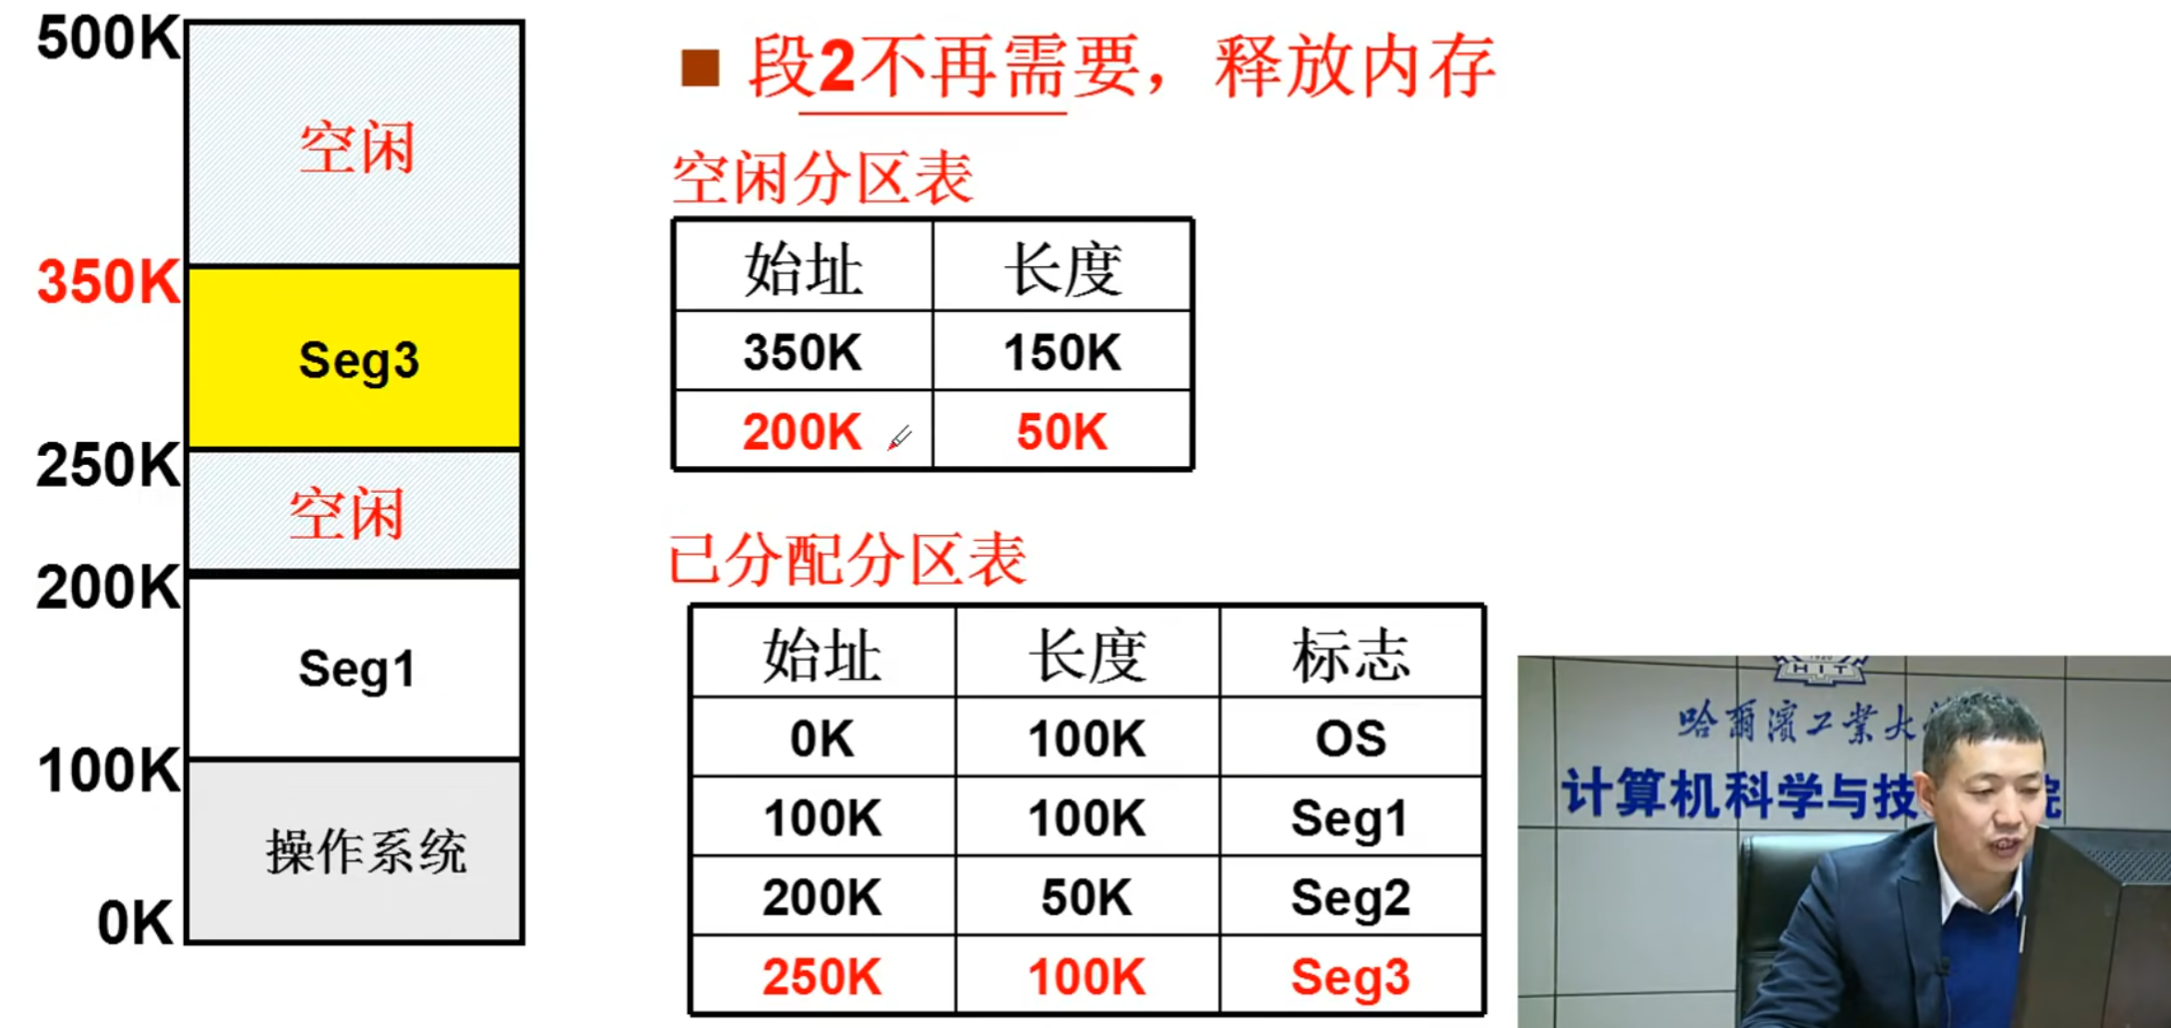 500K
空闲
350K
Seg3
250K
空闲
200K
Seg1
100K
操作系统
0K
■ 段2不再需要，释放内存
空闲分区表
始址 长度
350K 150K
200K 50K
已分配分区表
始址 长度 标志
0K 100K OS
100K 100K Seg1
200K 50K Seg2
250K 100K Seg3
HIT
哈爾濱工業大
计算机科学与技 院